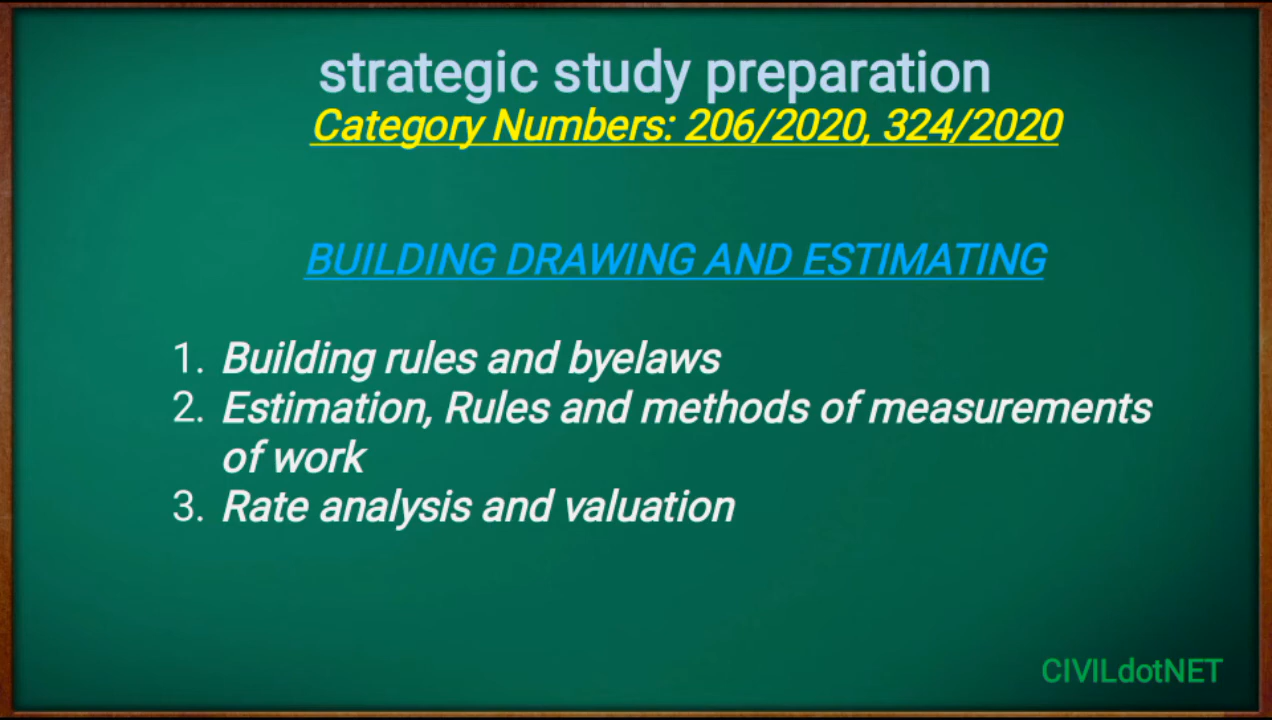 strategic study preparation
Category Numbers: 206/2020, 324/2020
BUILDING DRAWING AND ESTIMATING
1. Building rules and byelaws
2. Estimation, Rules and methods of measurements
of work
3. Rate analysis and valuation
CIVILdotNET